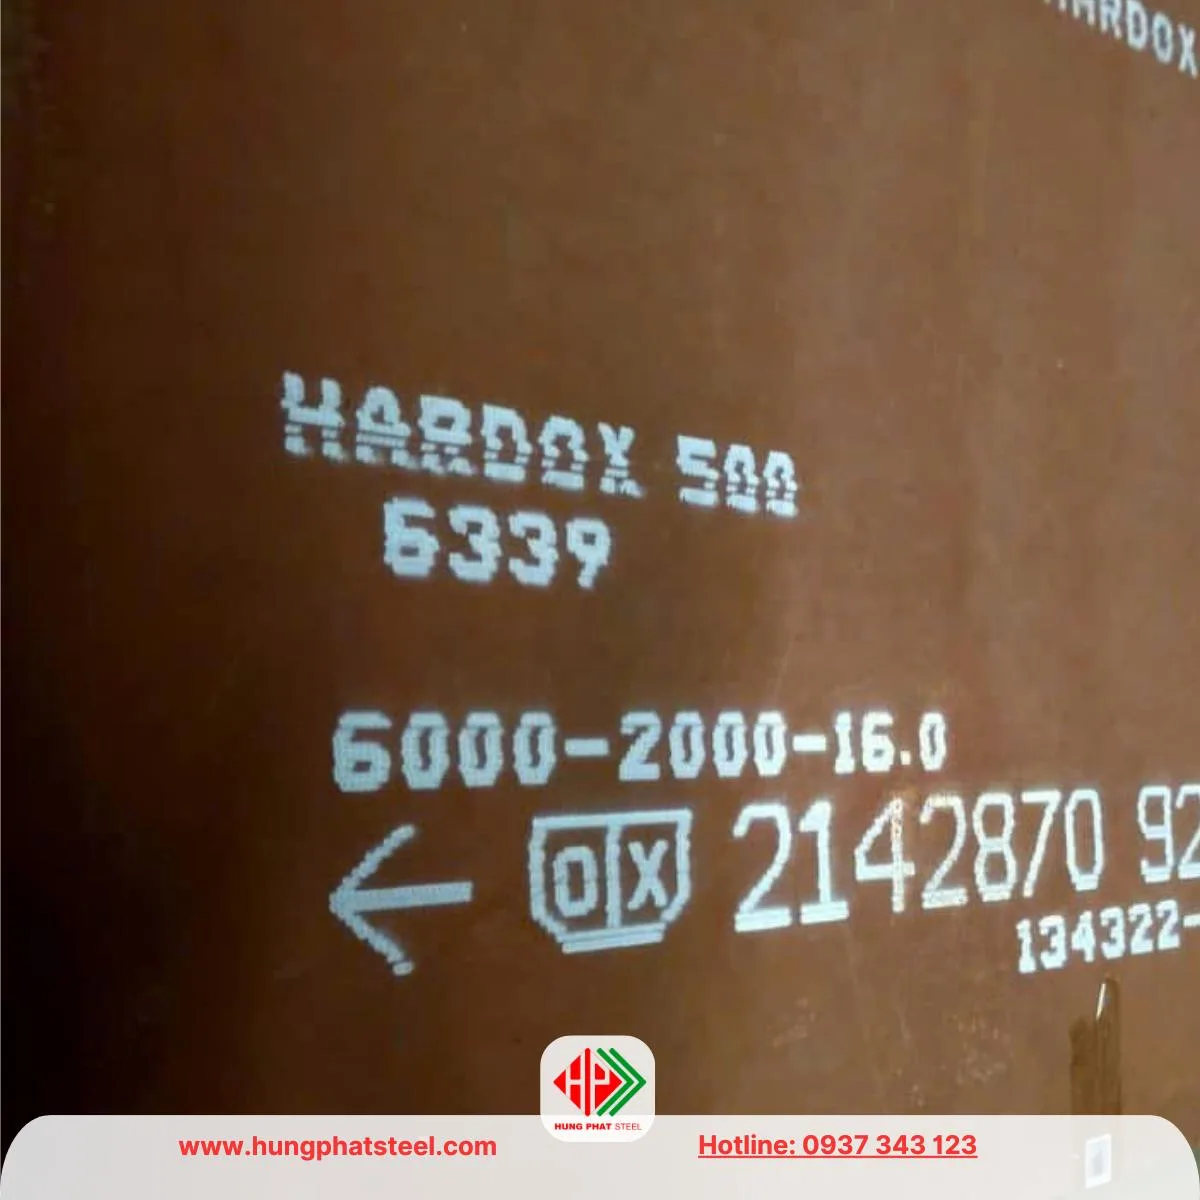 HARDOX
HARDOX 500
6339
6000-2000-16.0
OX 2142870 92
134322-
HUNG PHAT STEEL
www.hungphatsteel.com
Hotline: 0937 343 123